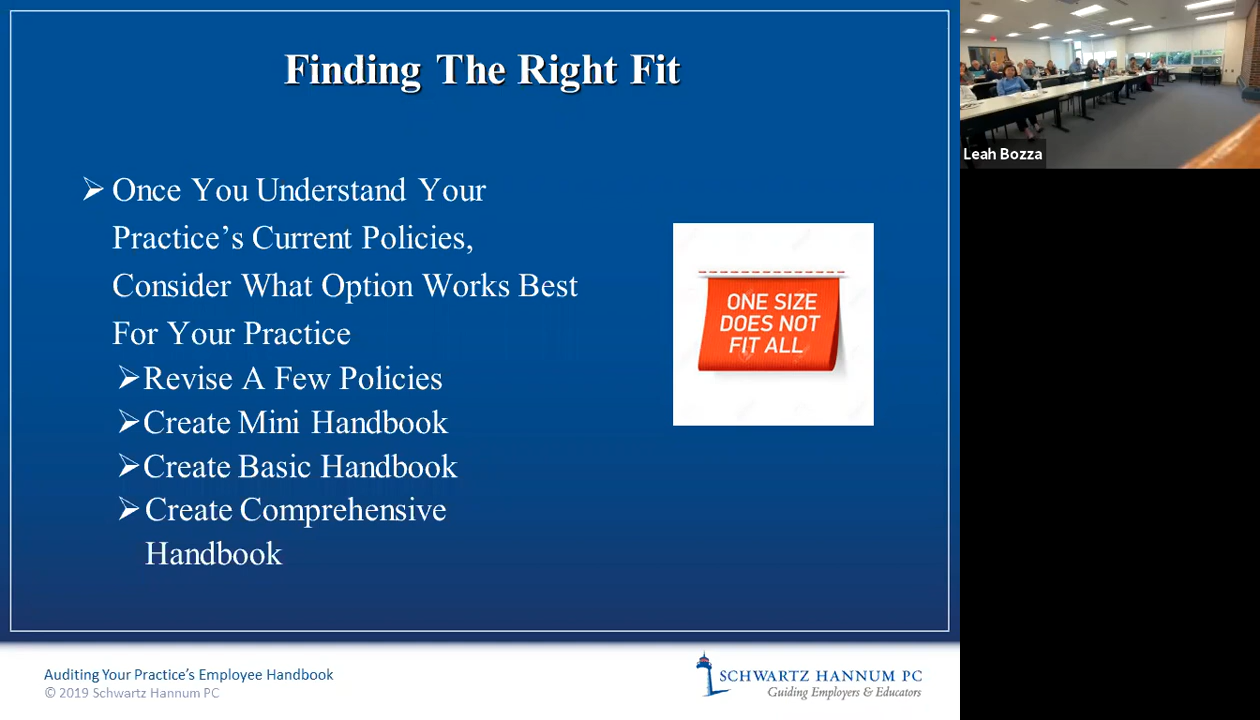 Finding The Right Fit
Leah Bozza
➢ Once You Understand Your
Practice’s Current Policies,
Consider What Option Works Best
For Your Practice
➢Revise A Few Policies
➢Create Mini Handbook
➢Create Basic Handbook
➢Create Comprehensive
Handbook
ONE SIZE
DOES NOT
FIT ALL
Auditing Your Practice’s Employee Handbook
© 2019 Schwartz Hannum PC
SCHWARTZ HANNUM PC
Guiding Employers & Educators